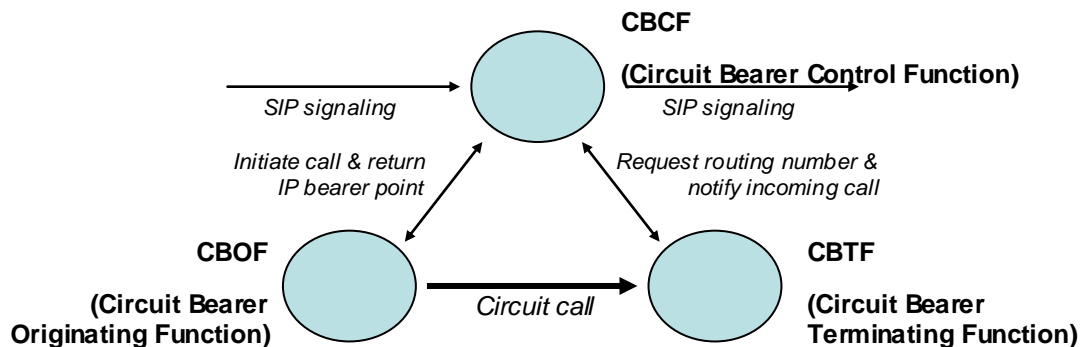 CBCF
(Circuit Bearer Control Function)
SIP signaling
SIP signaling
Initiate call & return
IP bearer point
Request routing number &
notify incoming call
CBOF
(Circuit Bearer
Originating Function)
Circuit call
CBTF
(Circuit Bearer
Terminating Function)